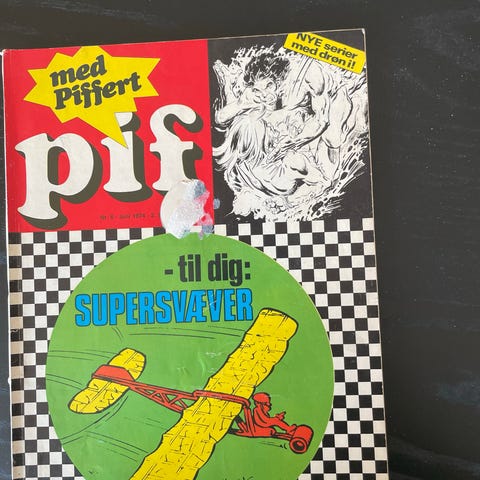 med
Piffert
NYE serier
med drøn i!
pif
- til dig:
SUPERSVÆVER